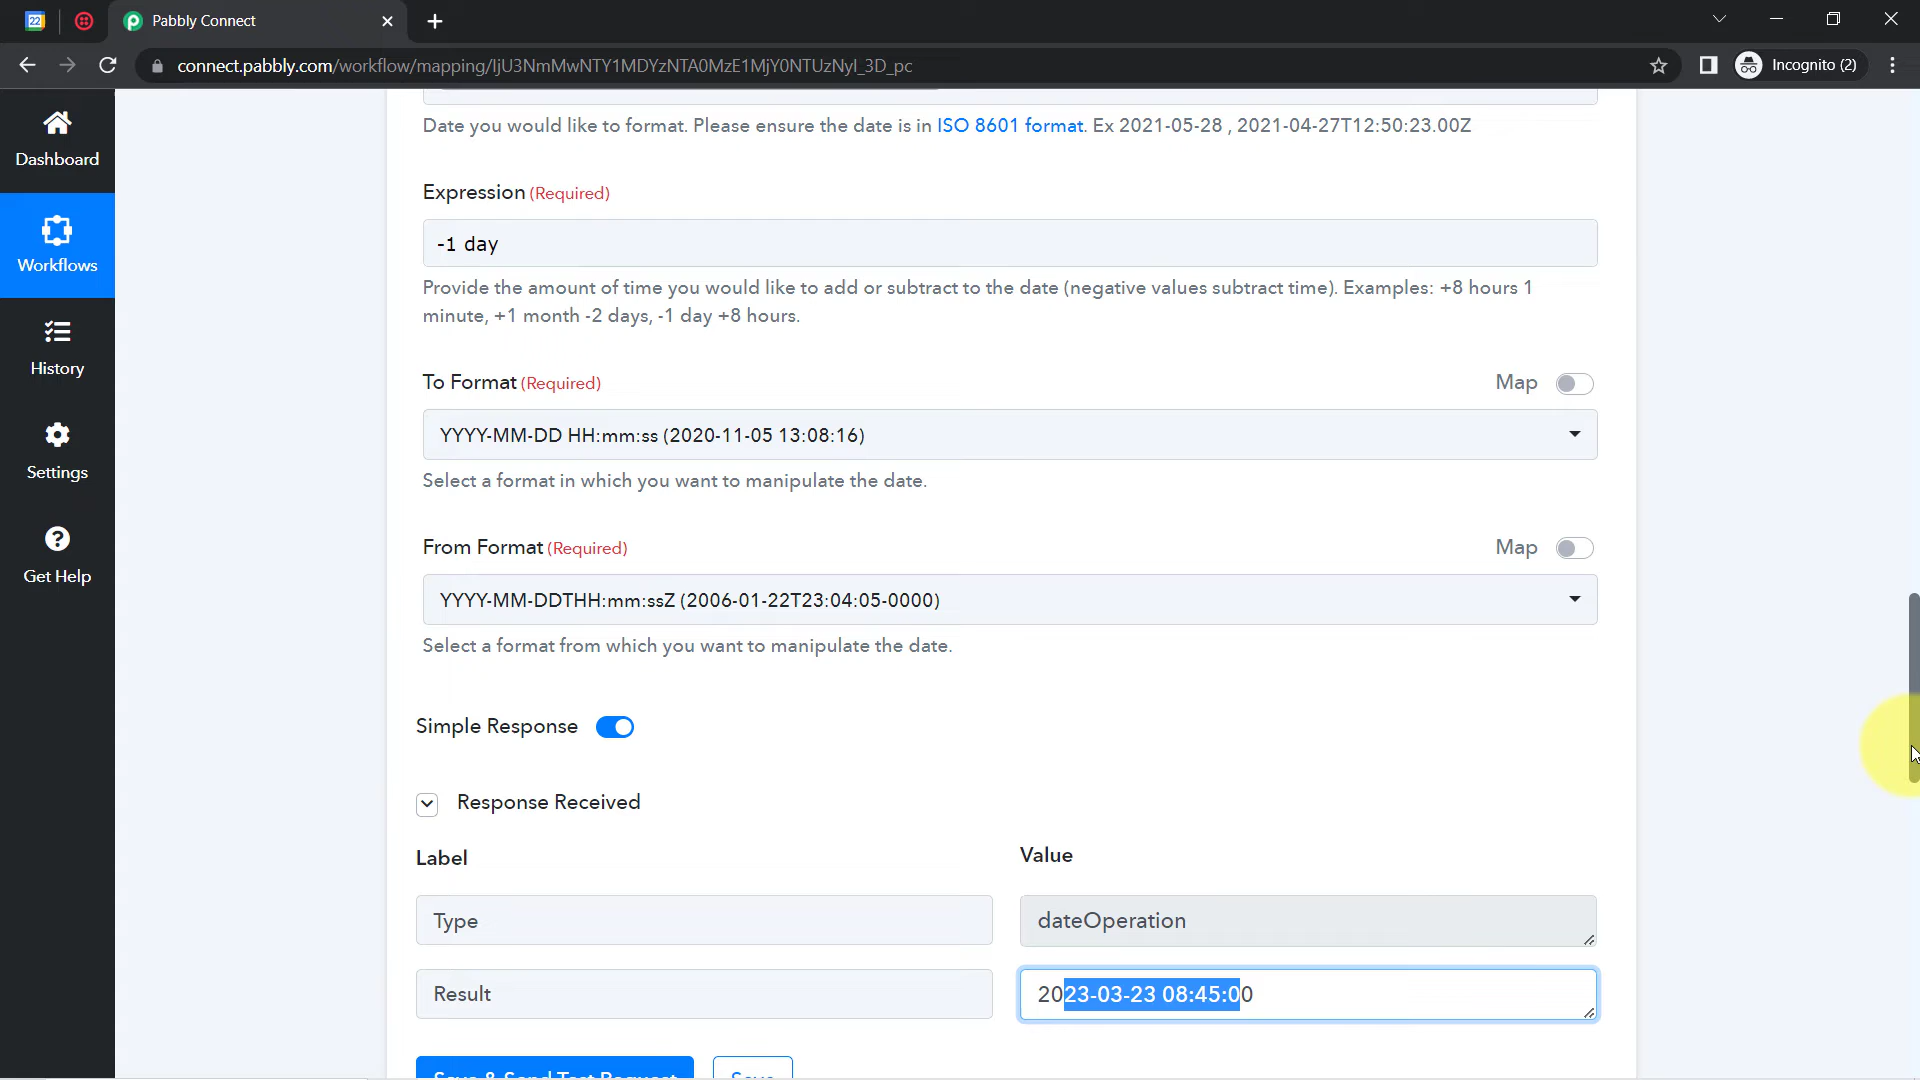 22
Pabbly Connect
connect.pabbly.com/workflow/mapping/IjU3NmMwNTY1MDYzNTA0MzE1MjY0NTUzNyI_3D_pc
Incognito (2)
Dashboard
Workflows
History
Settings
Get Help
Date you would like to format. Please ensure the date is in ISO 8601 format. Ex 2021-05-28 , 2021-04-27T12:50:23.00Z
Expression (Required)
-1 day
Provide the amount of time you would like to add or subtract to the date (negative values subtract time). Examples: +8 hours 1
minute, +1 month -2 days, -1 day +8 hours.
To Format (Required)
Map
YYYY-MM-DD HH:mm:ss (2020-11-05 13:08:16)
Select a format in which you want to manipulate the date.
From Format (Required)
Map
YYYY-MM-DDTHH:mm:ssZ (2006-01-22T23:04:05-0000)
Select a format from which you want to manipulate the date.
Simple Response
Response Received
Label
Value
Type
dateOperation
Result
2023-03-23 08:45:00
Save & Send Test Request
Save